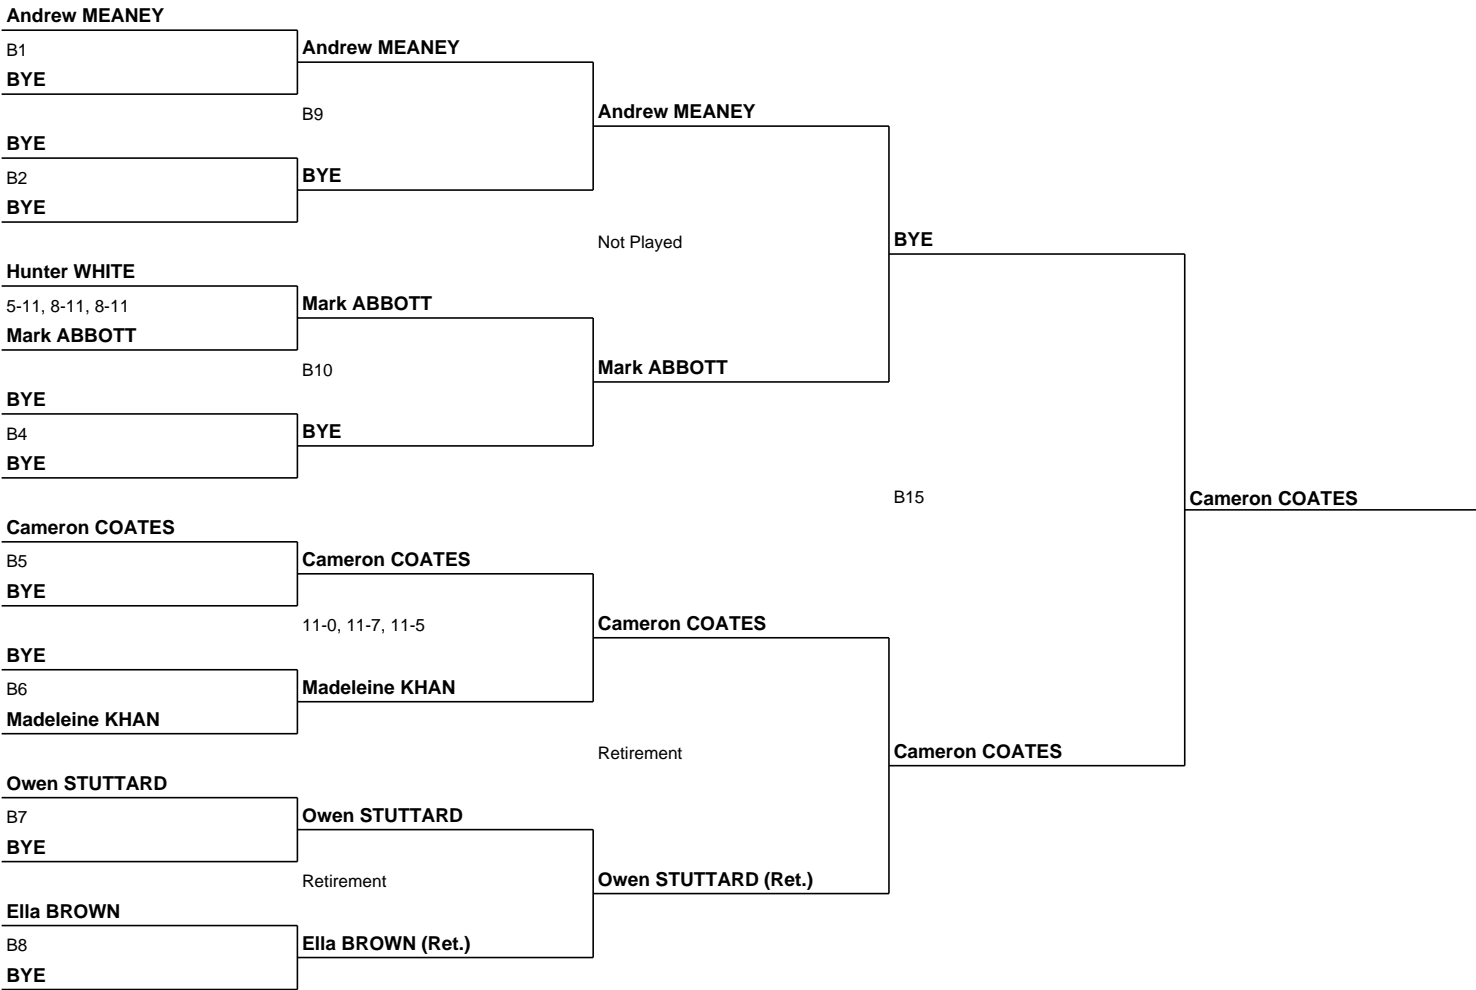 Andrew MEANEY
B1
Andrew MEANEY
BYE
B9
Andrew MEANEY
BYE
B2
BYE
BYE
Not Played
BYE
Hunter WHITE
5-11, 8-11, 8-11
Mark ABBOTT
Mark ABBOTT
B10
Mark ABBOTT
BYE
B4
BYE
BYE
B15
Cameron COATES
Cameron COATES
B5
Cameron COATES
BYE
11-0, 11-7, 11-5
Cameron COATES
BYE
B6
Madeleine KHAN
Madeleine KHAN
Retirement
Cameron COATES
Owen STUTTARD
B7
Owen STUTTARD
BYE
Retirement
Owen STUTTARD (Ret.)
Ella BROWN
B8
Ella BROWN (Ret.)
BYE